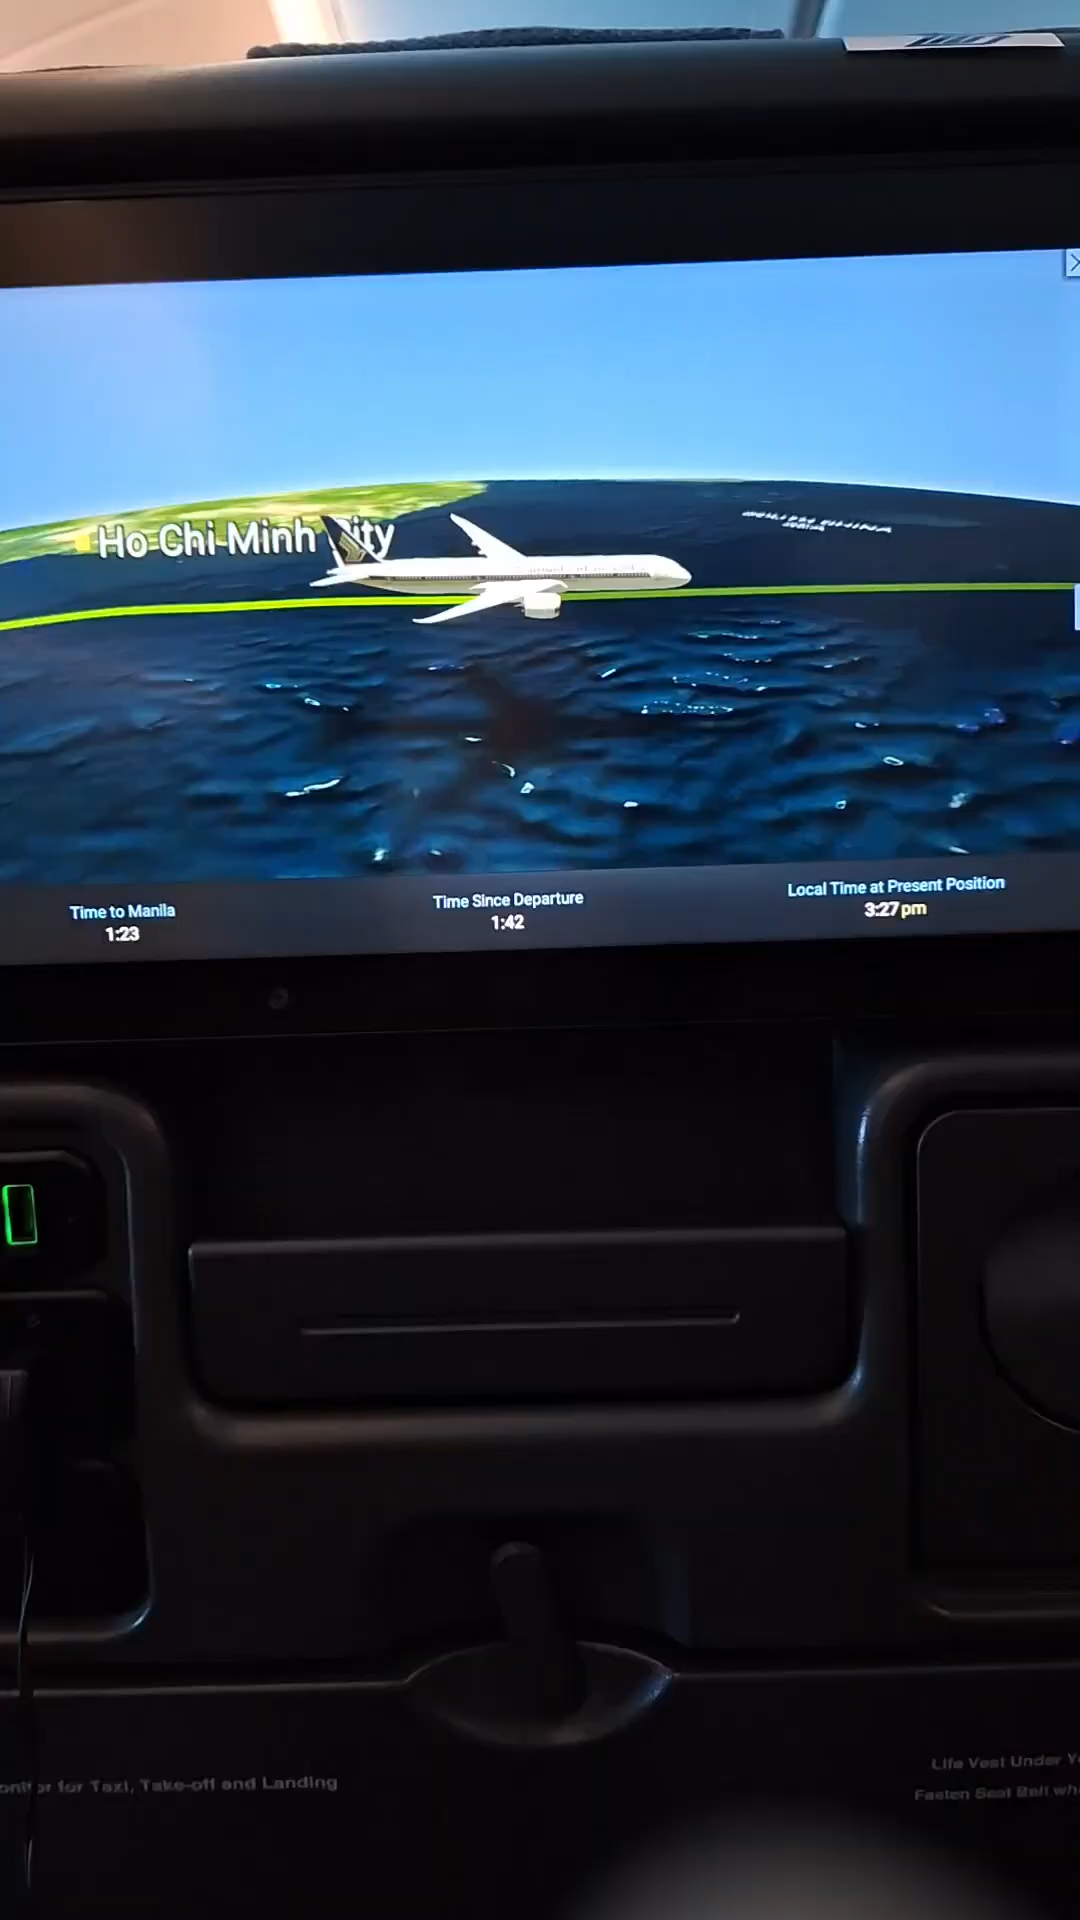 Ho Chi Minh City
Time to Manila
1:23
Time Since Departure
1:42
Local Time at Present Position
3:27 pm
for Taxi, Take-off and Landing
Life Vest Under
Fasten Seat Belt